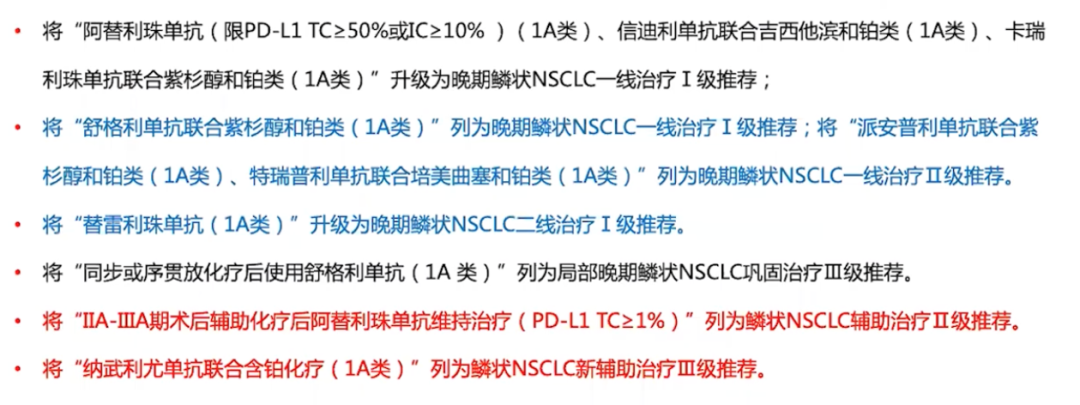 • 将“阿替利珠单抗（限PD-L1 TC≥50%或IC≥10% ）（1A类）、信迪利单抗联合吉西他滨和铂类（1A类）、卡瑞
利珠单抗联合紫杉醇和铂类（1A类）”升级为晚期鳞状NSCLC一线治疗Ⅰ级推荐；
• 将“舒格利单抗联合紫杉醇和铂类（1A类）”列为晚期鳞状NSCLC一线治疗Ⅰ级推荐；将“派安普利单抗联合紫
杉醇和铂类（1A类）、特瑞普利单抗联合培美曲塞和铂类（1A类）”列为晚期鳞状NSCLC一线治疗Ⅱ级推荐。
• 将“替雷利珠单抗（1A类）”升级为晚期鳞状NSCLC二线治疗Ⅰ级推荐。
• 将“同步或序贯放化疗后使用舒格利单抗（1A 类）”列为局部晚期鳞状NSCLC巩固治疗Ⅲ级推荐。
• 将“ⅡA-ⅢA期术后辅助化疗后阿替利珠单抗维持治疗（PD-L1 TC≥1%）”列为鳞状NSCLC辅助治疗Ⅱ级推荐。
• 将“纳武利尤单抗联合含铂化疗（1A类）”列为鳞状NSCLC新辅助治疗Ⅲ级推荐。